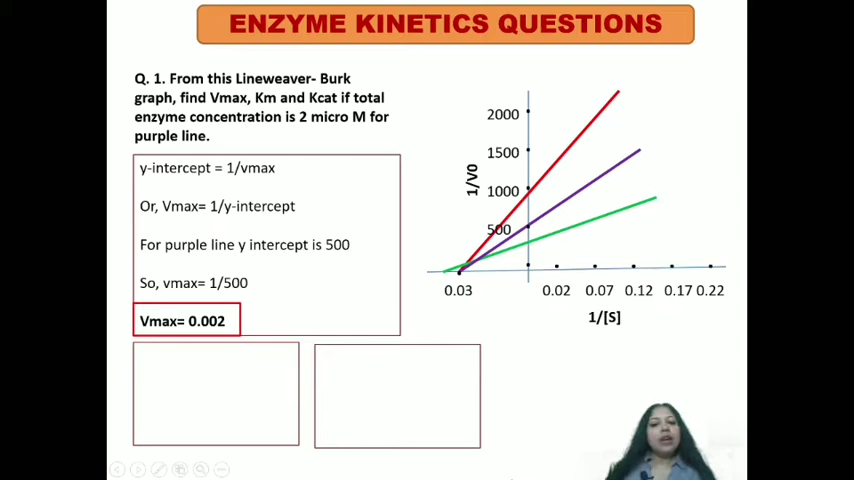 ENZYME KINETICS QUESTIONS
Q. 1. From this Lineweaver- Burk
graph, find Vmax, Km and Kcat if total
enzyme concentration is 2 micro M for
purple line.
y-intercept = 1/vmax
Or, Vmax= 1/y-intercept
For purple line y intercept is 500
So, vmax= 1/500
Vmax= 0.002
2000
1500
1000
500
1/V0
0.03
0.02
0.07
0.12
0.17
0.22
1/[S]